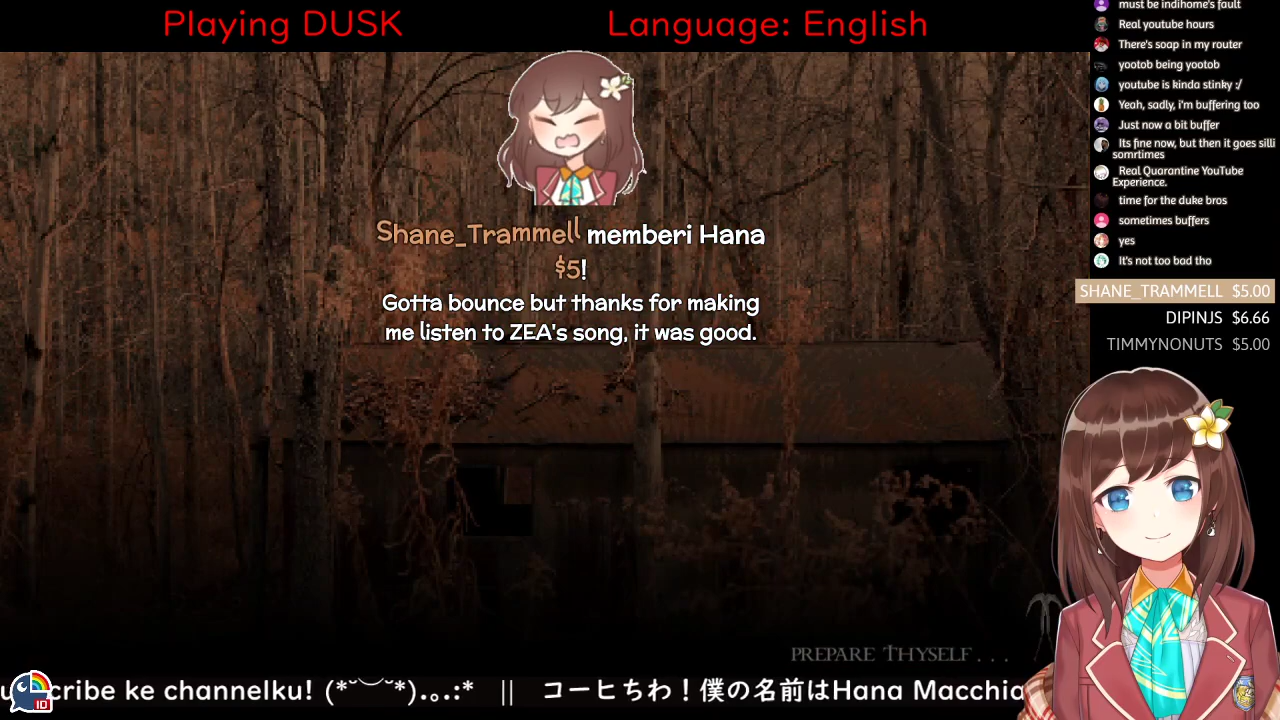 Playing DUSK
Language: English
Shane_Trammell memberi Hana
$5!
Gotta bounce but thanks for making
me listen to ZEA's song, it was good.
must be indihome's fault
Real youtube hours
There's soap in my router
yootob being yootob
youtube is kinda stinky :/
Yeah, sadly, i'm buffering too
Just now a bit buffer
Its fine now, but then it goes silli
somrtimes
Real Quarantine YouTube
Experience.
time for the duke bros
sometimes buffers
yes
It's not too bad tho
SHANE_TRAMMELL $5.00
DIPINJS $6.66
TIMMYNONUTS $5.00
PREPARE THYSELF . . .
cribe ke channelku! (*˘︶˘*).｡.:* || コーヒちわ！僕の名前はHana Macchia
ID